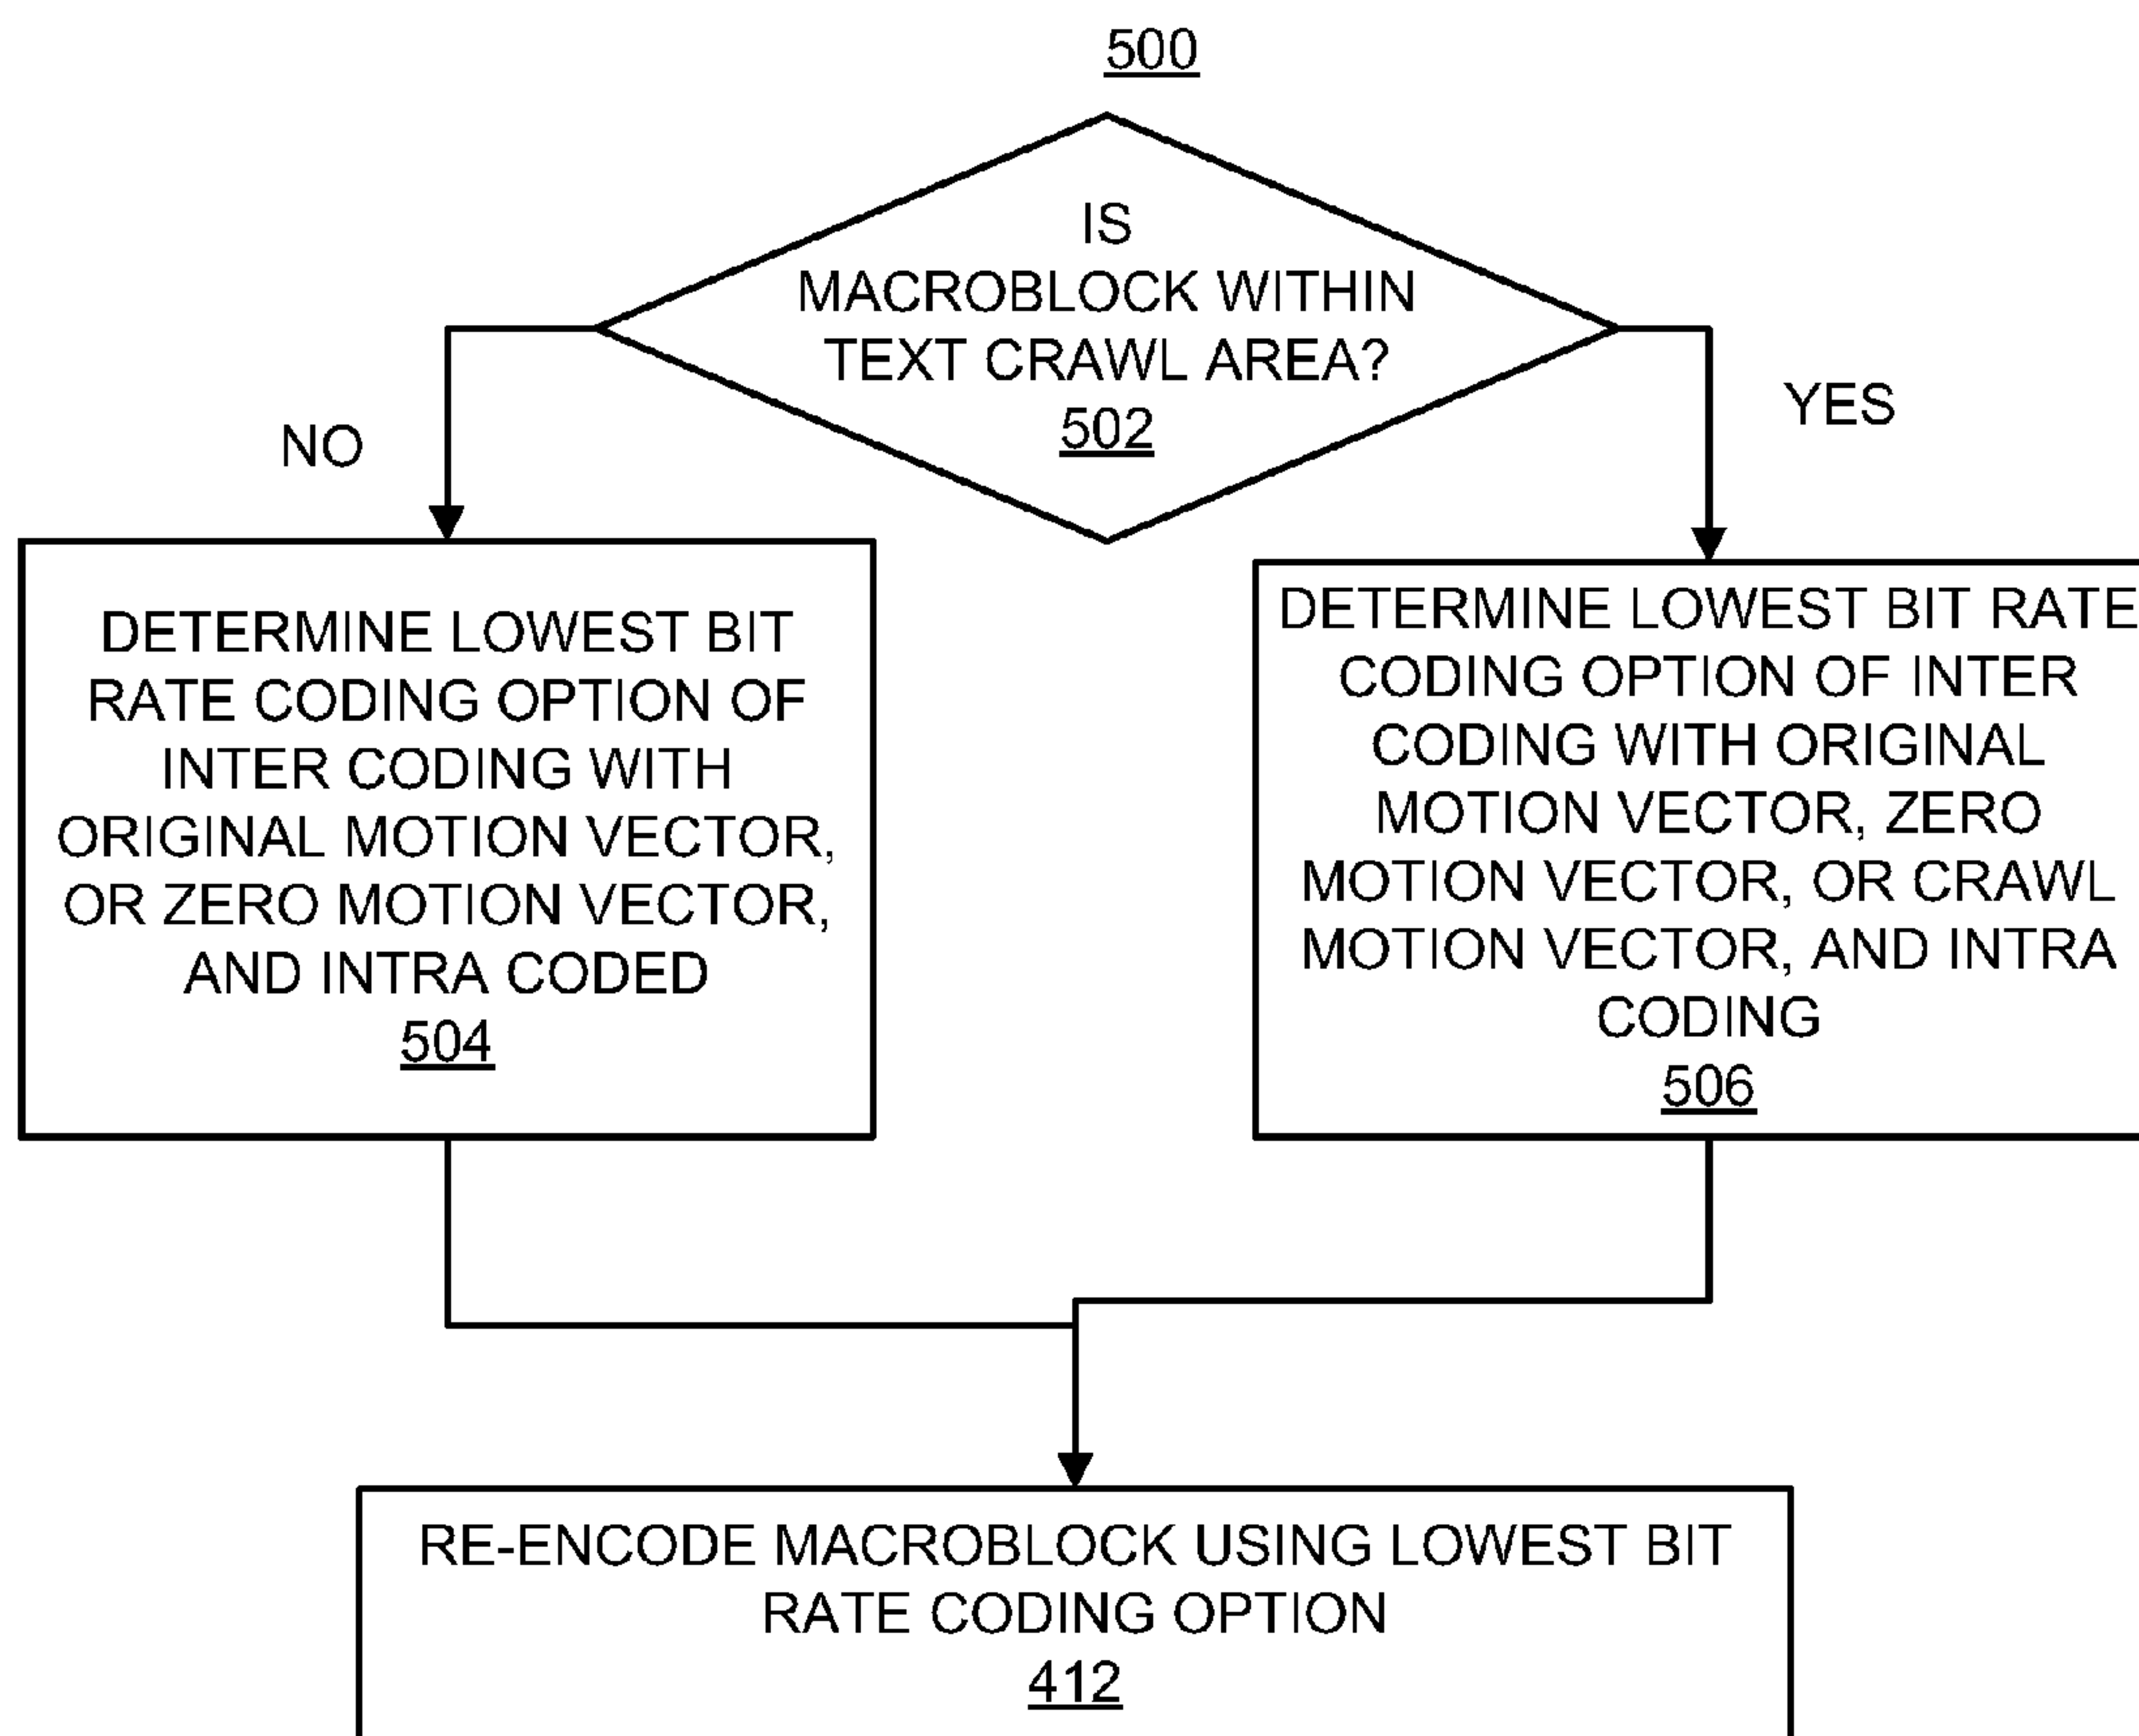 500
IS
MACROBLOCK WITHIN
TEXT CRAWL AREA?
502
NO
YES
DETERMINE LOWEST BIT
RATE CODING OPTION OF
INTER CODING WITH
ORIGINAL MOTION VECTOR,
OR ZERO MOTION VECTOR,
AND INTRA CODED
504
DETERMINE LOWEST BIT RATE
CODING OPTION OF INTER
CODING WITH ORIGINAL
MOTION VECTOR, ZERO
MOTION VECTOR, OR CRAWL
MOTION VECTOR, AND INTRA
CODING
506
RE-ENCODE MACROBLOCK USING LOWEST BIT
RATE CODING OPTION
412